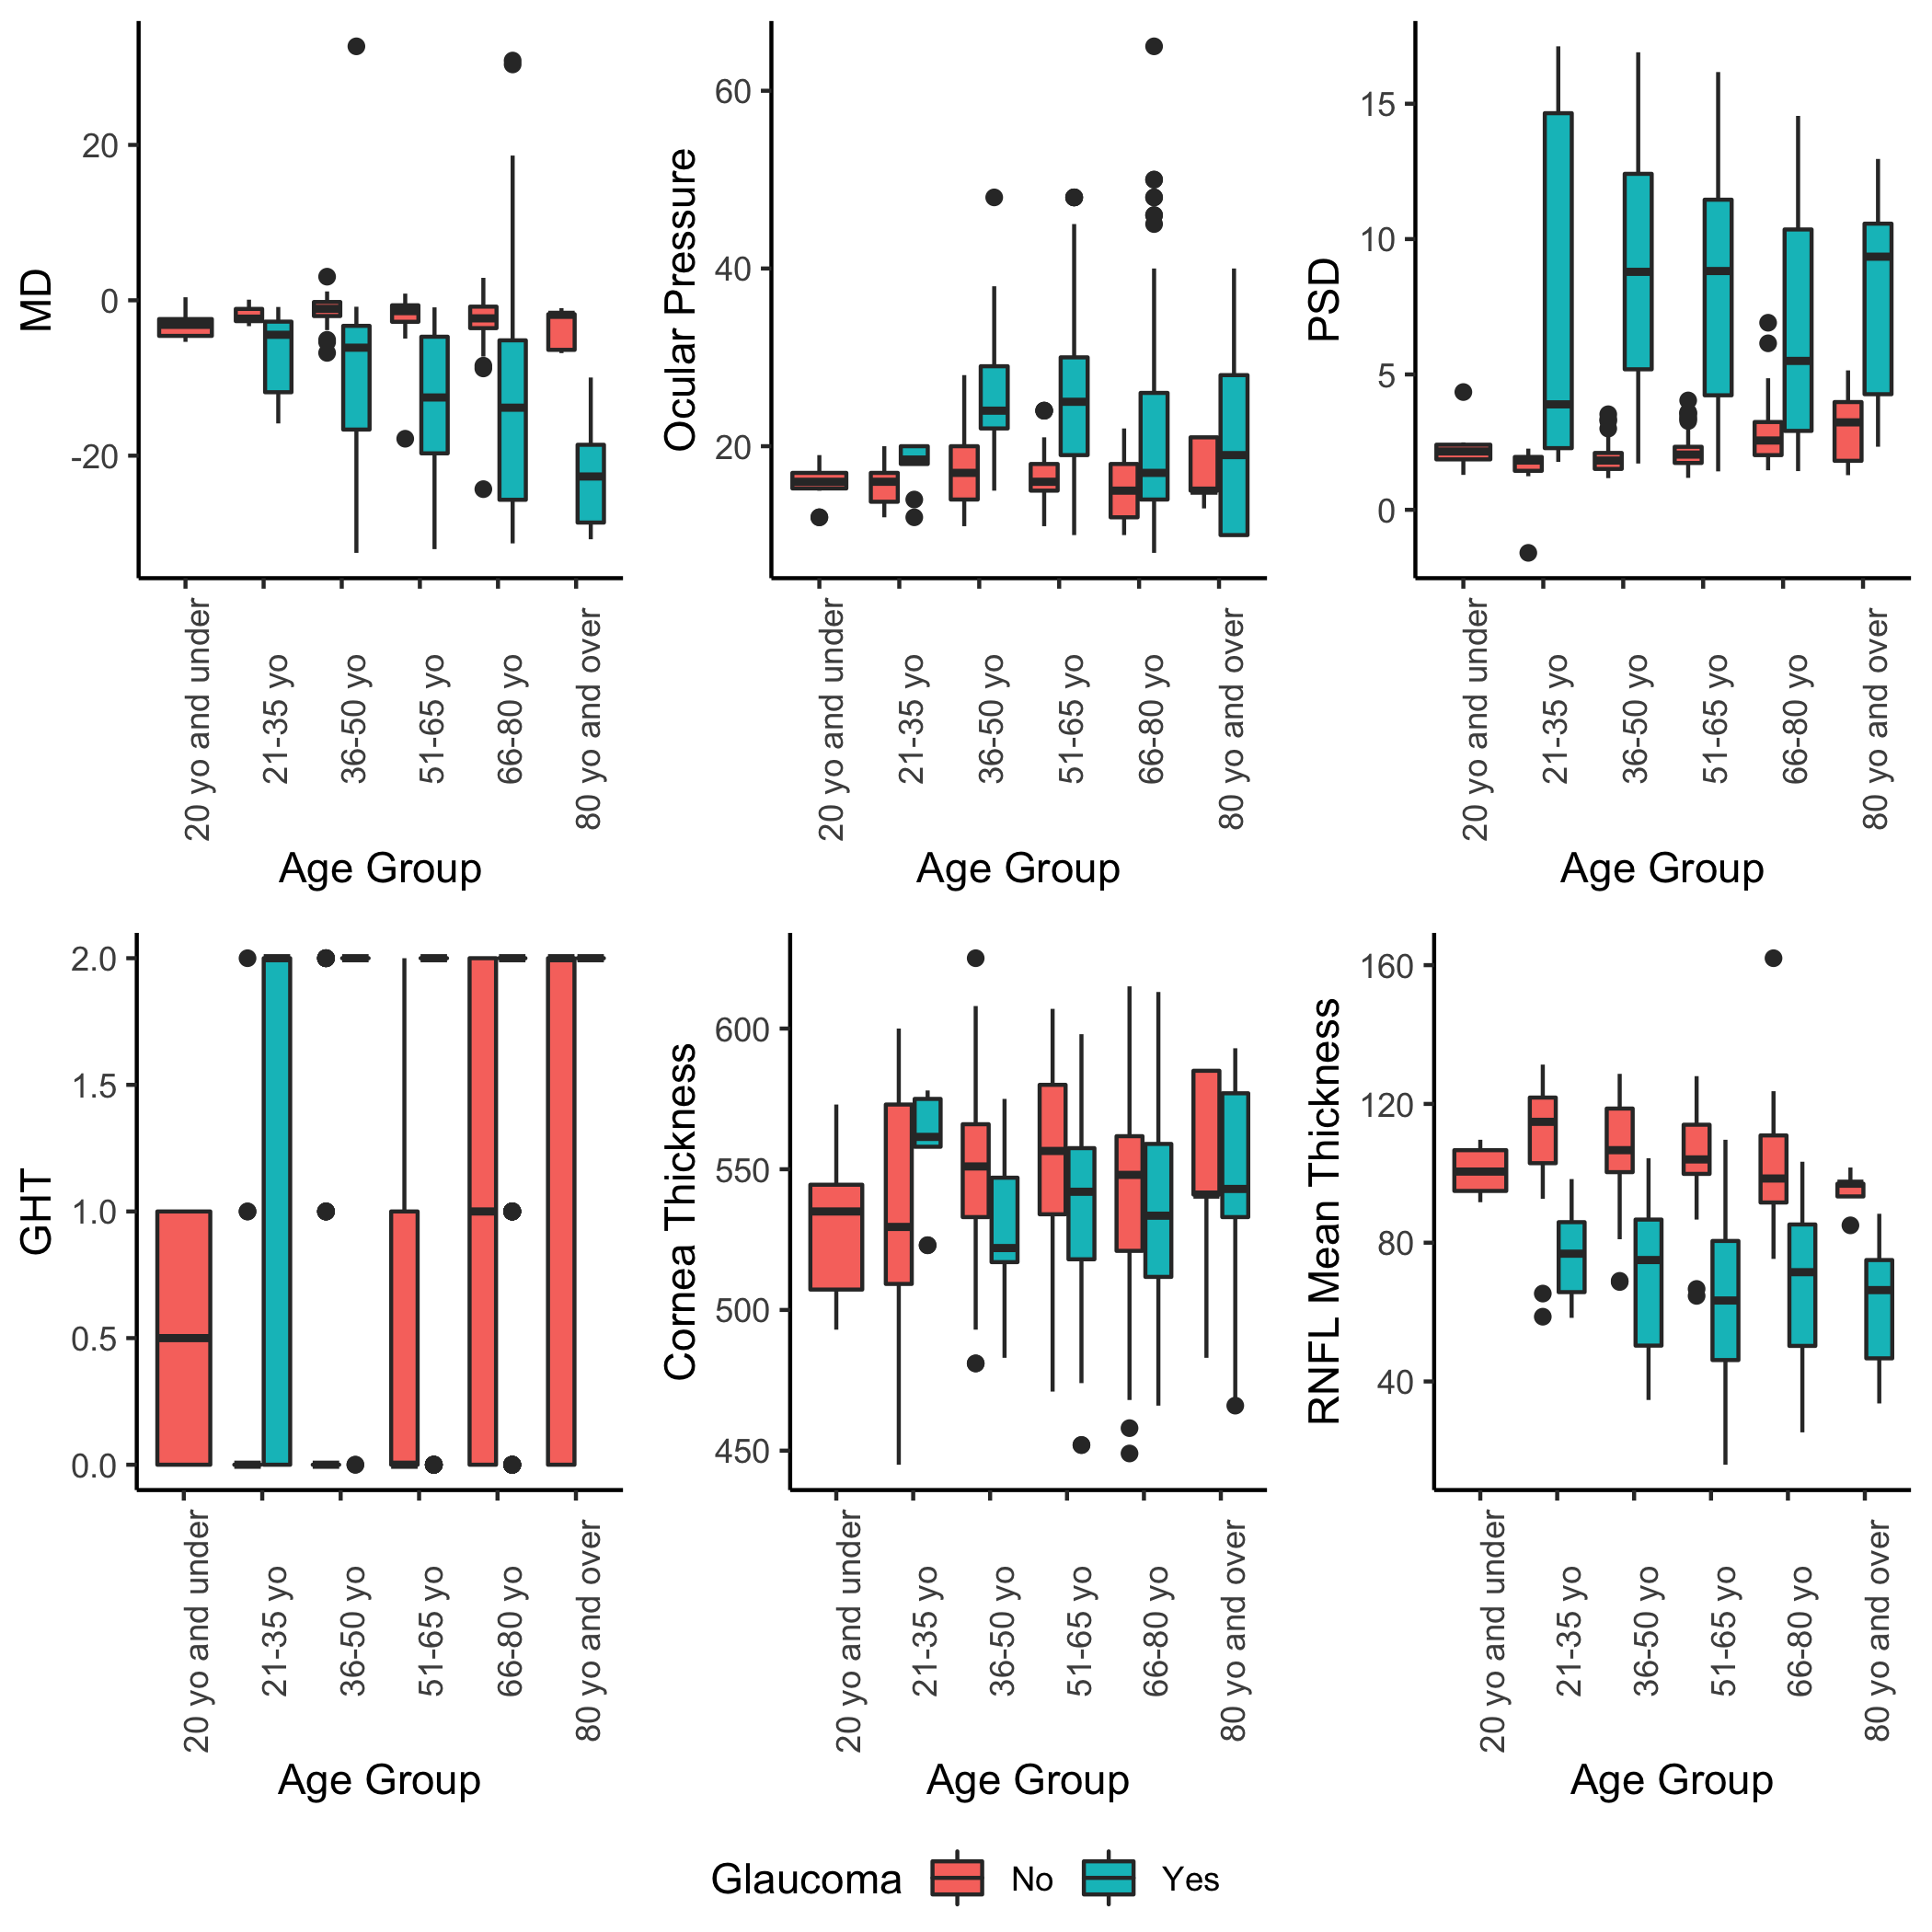 MD
20
0
-20
20 yo and under
21-35 yo
36-50 yo
51-65 yo
66-80 yo
80 yo and over
Age Group
Ocular Pressure
60
40
20
20 yo and under
21-35 yo
36-50 yo
51-65 yo
66-80 yo
80 yo and over
Age Group
PSD
15
10
5
0
20 yo and under
21-35 yo
36-50 yo
51-65 yo
66-80 yo
80 yo and over
Age Group
GHT
2.0
1.5
1.0
0.5
0.0
20 yo and under
21-35 yo
36-50 yo
51-65 yo
66-80 yo
80 yo and over
Age Group
Cornea Thickness
600
550
500
450
20 yo and under
21-35 yo
36-50 yo
51-65 yo
66-80 yo
80 yo and over
Age Group
RNFL Mean Thickness
160
120
80
40
20 yo and under
21-35 yo
36-50 yo
51-65 yo
66-80 yo
80 yo and over
Age Group
Glaucoma No Yes